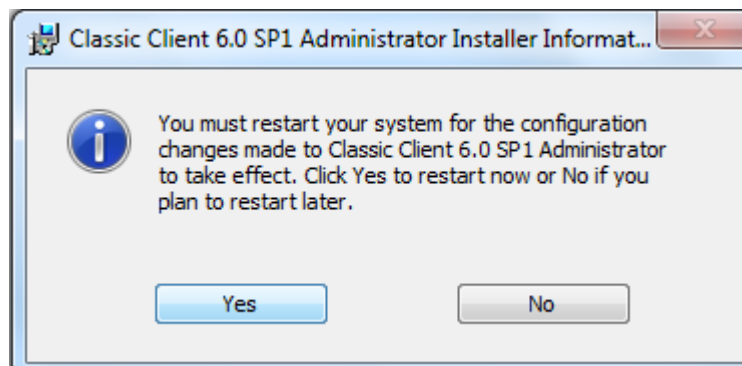 Classic Client 6.0 SP1 Administrator Installer Informat...
You must restart your system for the configuration
changes made to Classic Client 6.0 SP1 Administrator
to take effect. Click Yes to restart now or No if you
plan to restart later.
Yes
No